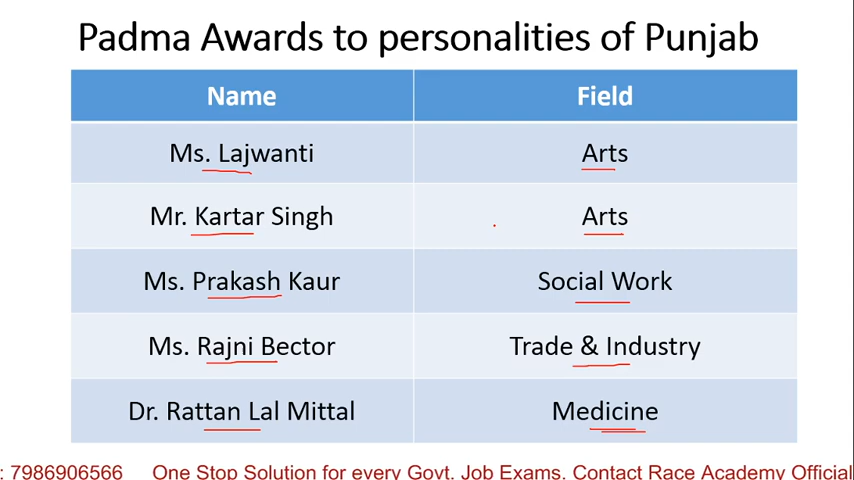 Padma Awards to personalities of Punjab
Name Field
Ms. Lajwanti Arts
Mr. Kartar Singh Arts
Ms. Prakash Kaur Social Work
Ms. Rajni Bector Trade & Industry
Dr. Rattan Lal Mittal Medicine
: 7986906566 One Stop Solution for every Govt. Job Exams. Contact Race Academy Official